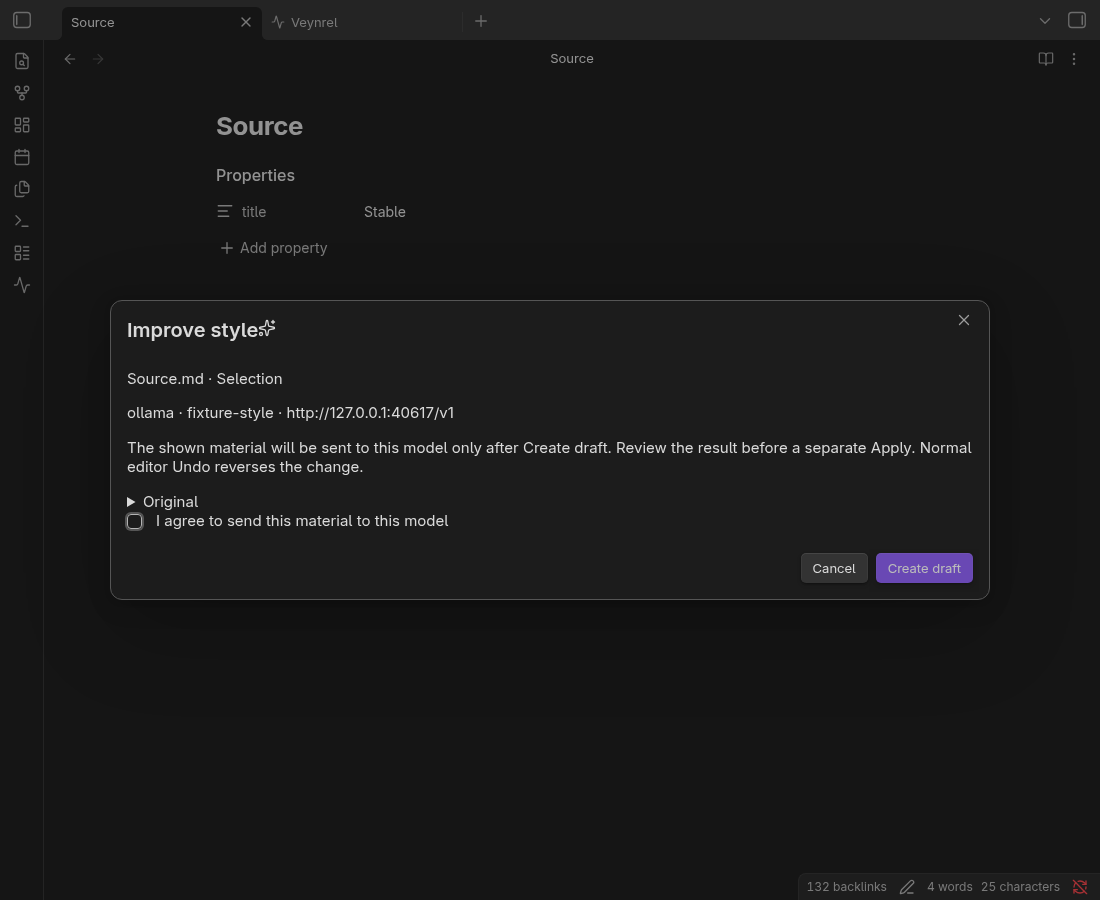 Source
Veynrel
Source
Source
Properties
title Stable
Add property
Improve style
Source.md · Selection
ollama · fixture-style · http://127.0.0.1:40617/v1
The shown material will be sent to this model only after Create draft. Review the result before a separate Apply. Normal
editor Undo reverses the change.
Original
I agree to send this material to this model
Cancel Create draft
132 backlinks 4 words 25 characters